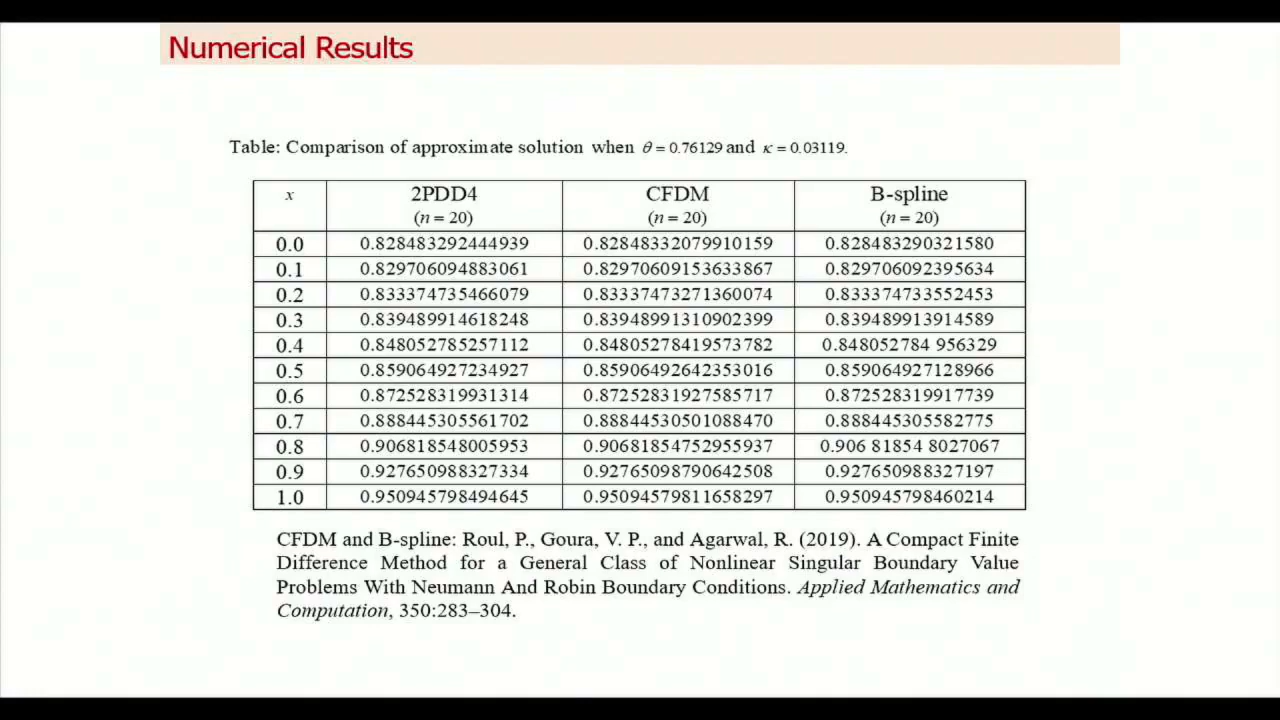 Numerical Results
Table: Comparison of approximate solution when θ = 0.76129 and κ = 0.03119.
x 2PDD4 CFDM B-spline
(n = 20) (n = 20) (n = 20)
0.0 0.828483292444939 0.82848332079910159 0.828483290321580
0.1 0.829706094883061 0.82970609153633867 0.829706092395634
0.2 0.833374735466079 0.83337473271360074 0.833374733552453
0.3 0.839489914618248 0.83948991310902399 0.839489913914589
0.4 0.848052785257112 0.84805278419573782 0.848052784 956329
0.5 0.859064927234927 0.85906492642353016 0.859064927128966
0.6 0.872528319931314 0.87252831927585717 0.872528319917739
0.7 0.888445305561702 0.88844530501088470 0.888445305582775
0.8 0.906818548005953 0.90681854752955937 0.906 81854 8027067
0.9 0.927650988327334 0.92765098790642508 0.927650988327197
1.0 0.950945798494645 0.95094579811658297 0.950945798460214
CFDM and B-spline: Roul, P., Goura, V. P., and Agarwal, R. (2019). A Compact Finite
Difference Method for a General Class of Nonlinear Singular Boundary Value
Problems With Neumann And Robin Boundary Conditions. Applied Mathematics and
Computation, 350:283–304.